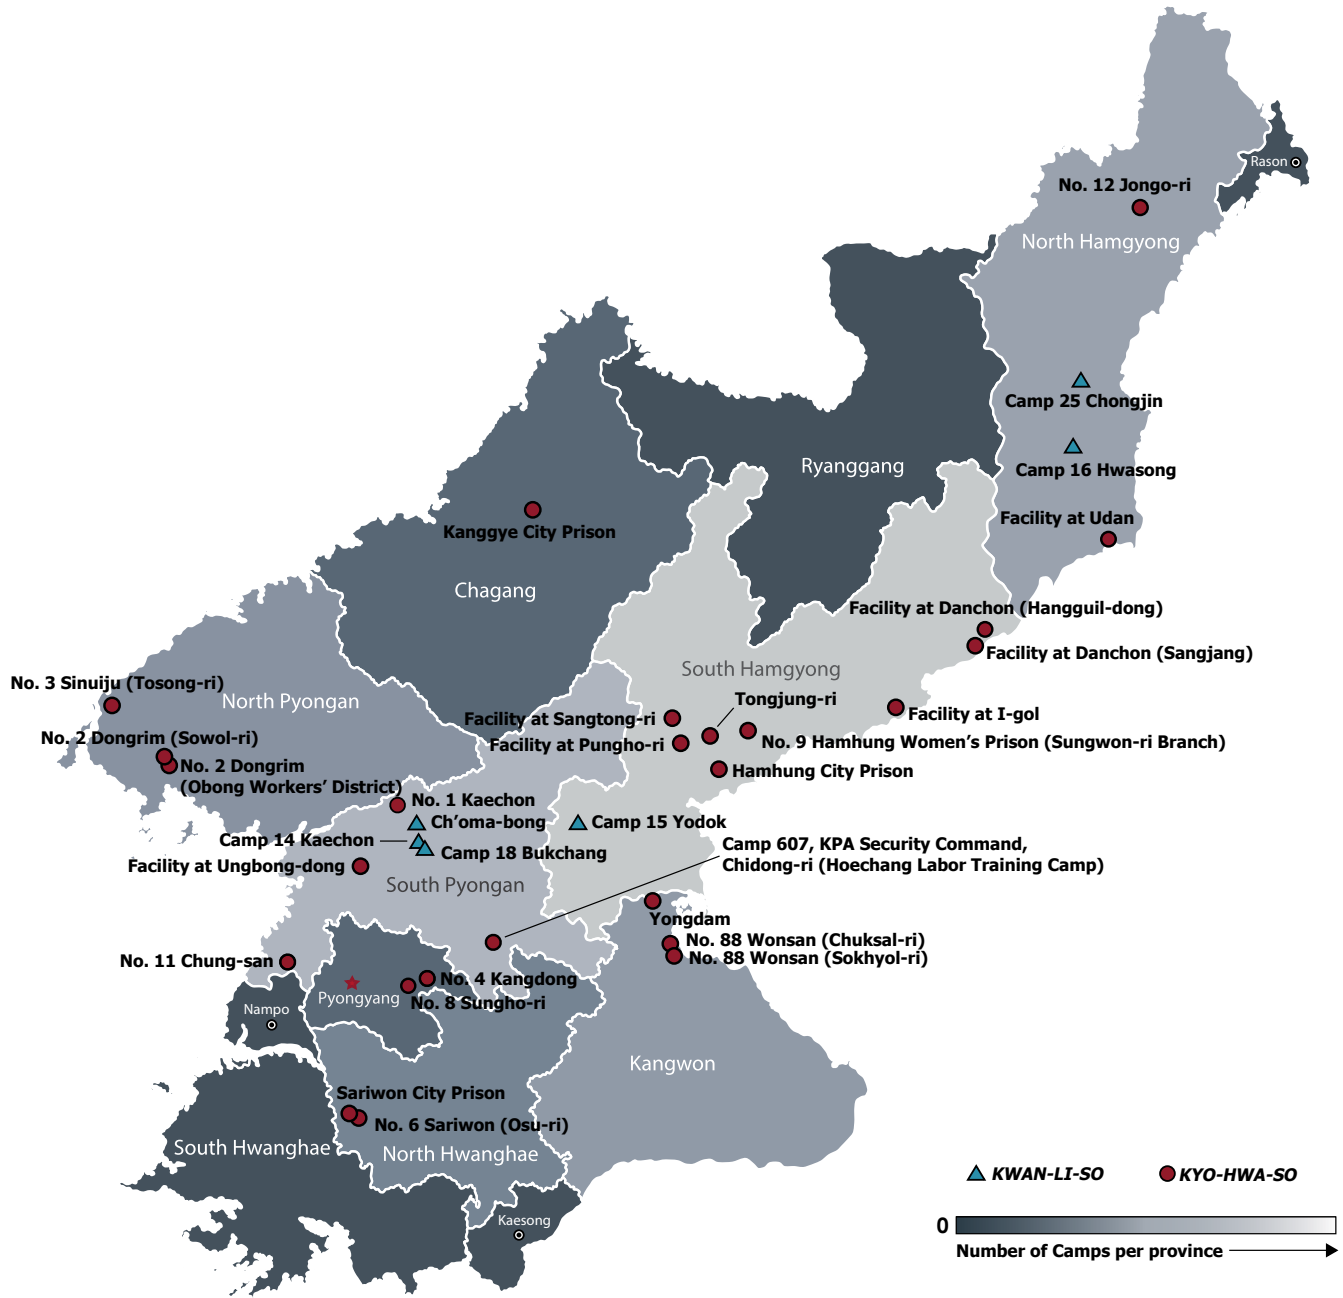 Rason
No. 12 Jongo-ri
North Hamgyong
Camp 25 Chongjin
Ryanggang
Camp 16 Hwasong
Facility at Udan
Kanggye City Prison
Chagang
Facility at Danchon (Hangguil-dong)
Facility at Danchon (Sangjang)
South Hamgyong
No. 3 Sinuiju (Tosong-ri)
North Pyongan
Tongjung-ri
Facility at Sangtong-ri
Facility at I-gol
No. 2 Dongrim (Sowol-ri)
Facility at Pungho-ri
No. 9 Hamhung Women’s Prison (Sungwon-ri Branch)
No. 2 Dongrim
(Obong Workers’ District)
Hamhung City Prison
No. 1 Kaechon
Ch’oma-bong
Camp 15 Yodok
Camp 14 Kaechon
Camp 18 Bukchang
Camp 607, KPA Security Command,
Chidong-ri (Hoechang Labor Training Camp)
Facility at Ungbong-dong
South Pyongan
Yongdam
No. 88 Wonsan (Chuksal-ri)
No. 88 Wonsan (Sokhyol-ri)
No. 11 Chung-san
No. 4 Kangdong
Pyongyang
No. 8 Sungho-ri
Nampo
Kangwon
Sariwon City Prison
No. 6 Sariwon (Osu-ri)
South Hwanghae
North Hwanghae
Kaesong
KWAN-LI-SO
KYO-HWA-SO
0
Number of Camps per province